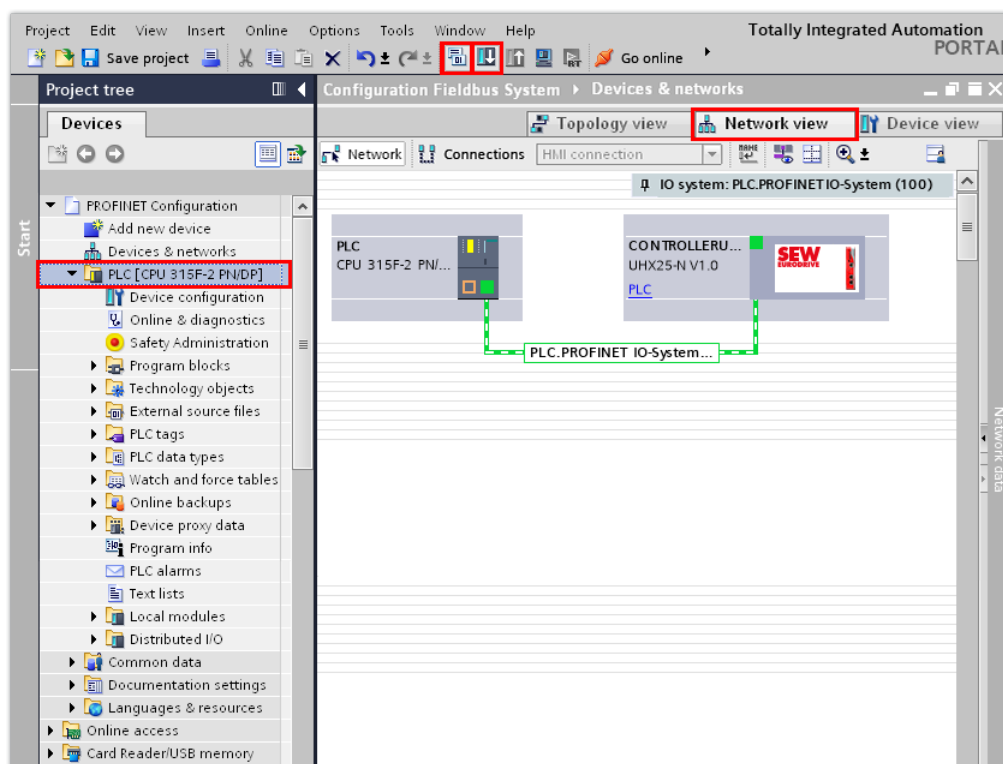 Project Edit View Insert Online Options Tools Window Help
Totally Integrated Automation
PORTAL
Save project
Go online
Project tree
Configuration Fieldbus System ▸ Devices & networks
Devices
Topology view
Network view
Device view
Network
Connections
HMI connection
IO system: PLC.PROFINET IO-System (100)
Start
PROFINET Configuration
Add new device
Devices & networks
PLC [CPU 315F-2 PN/DP]
Device configuration
Online & diagnostics
Safety Administration
Program blocks
Technology objects
External source files
PLC tags
PLC data types
Watch and force tables
Online backups
Device proxy data
Program info
PLC alarms
Text lists
Local modules
Distributed I/O
Common data
Documentation settings
Languages & resources
Online access
Card Reader/USB memory
PLC
CPU 315F-2 PN/...
CONTROLLERU...
UHX25-N V1.0
PLC
SEW
EURODRIVE
PLC.PROFINET IO-System...
Network data